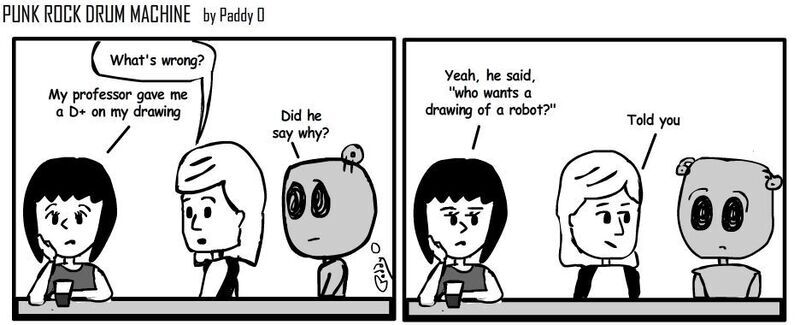 PUNK ROCK DRUM MACHINE by Paddy O
What's wrong?
My professor gave me
a D+ on my drawing
Did he
say why?
Paddy O
Yeah, he said,
"who wants a
drawing of a robot?"
Told you